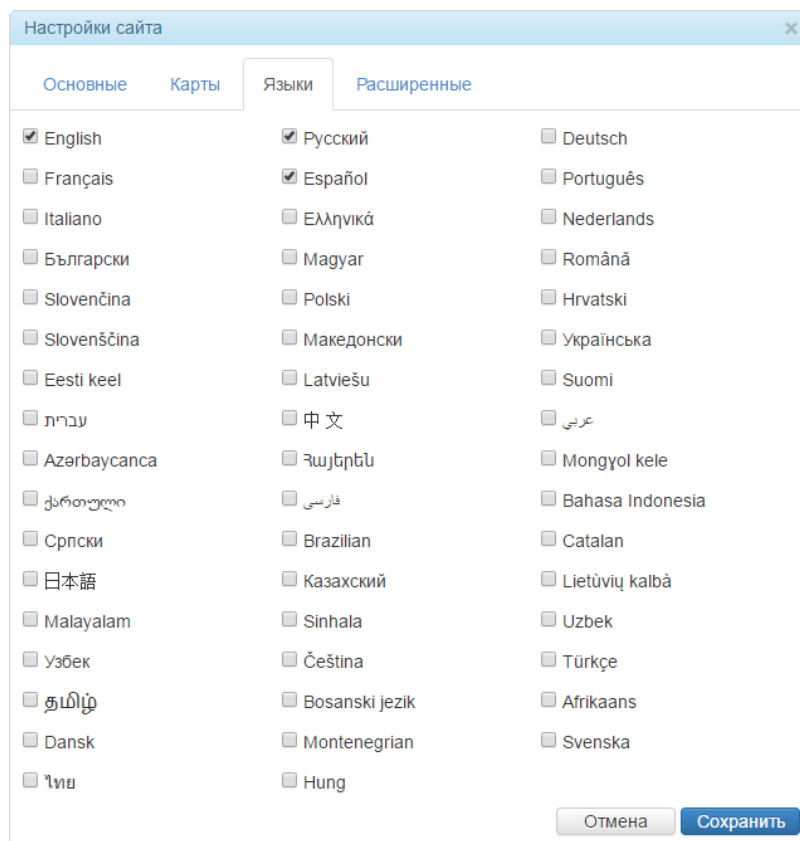 Настройки сайта ×
Основные Карты Языки Расширенные
English Русский Deutsch
Français Español Português
Italiano Ελληνικά Nederlands
Български Magyar Română
Slovenčina Polski Hrvatski
Slovenščina Македонски Українська
Eesti keel Latviešu Suomi
עברית 中 文 عربي
Azərbaycanca Հայերեն Mongɣol kele
ქართული فارسی Bahasa Indonesia
Српски Brazilian Catalan
日本語 Казахский Lietùvių kalbà
Malayalam Sinhala Uzbek
Узбек Čeština Türkçe
தமிழ் Bosanski jezik Afrikaans
Dansk Montenegrian Svenska
ไทย Hung
Отмена Сохранить